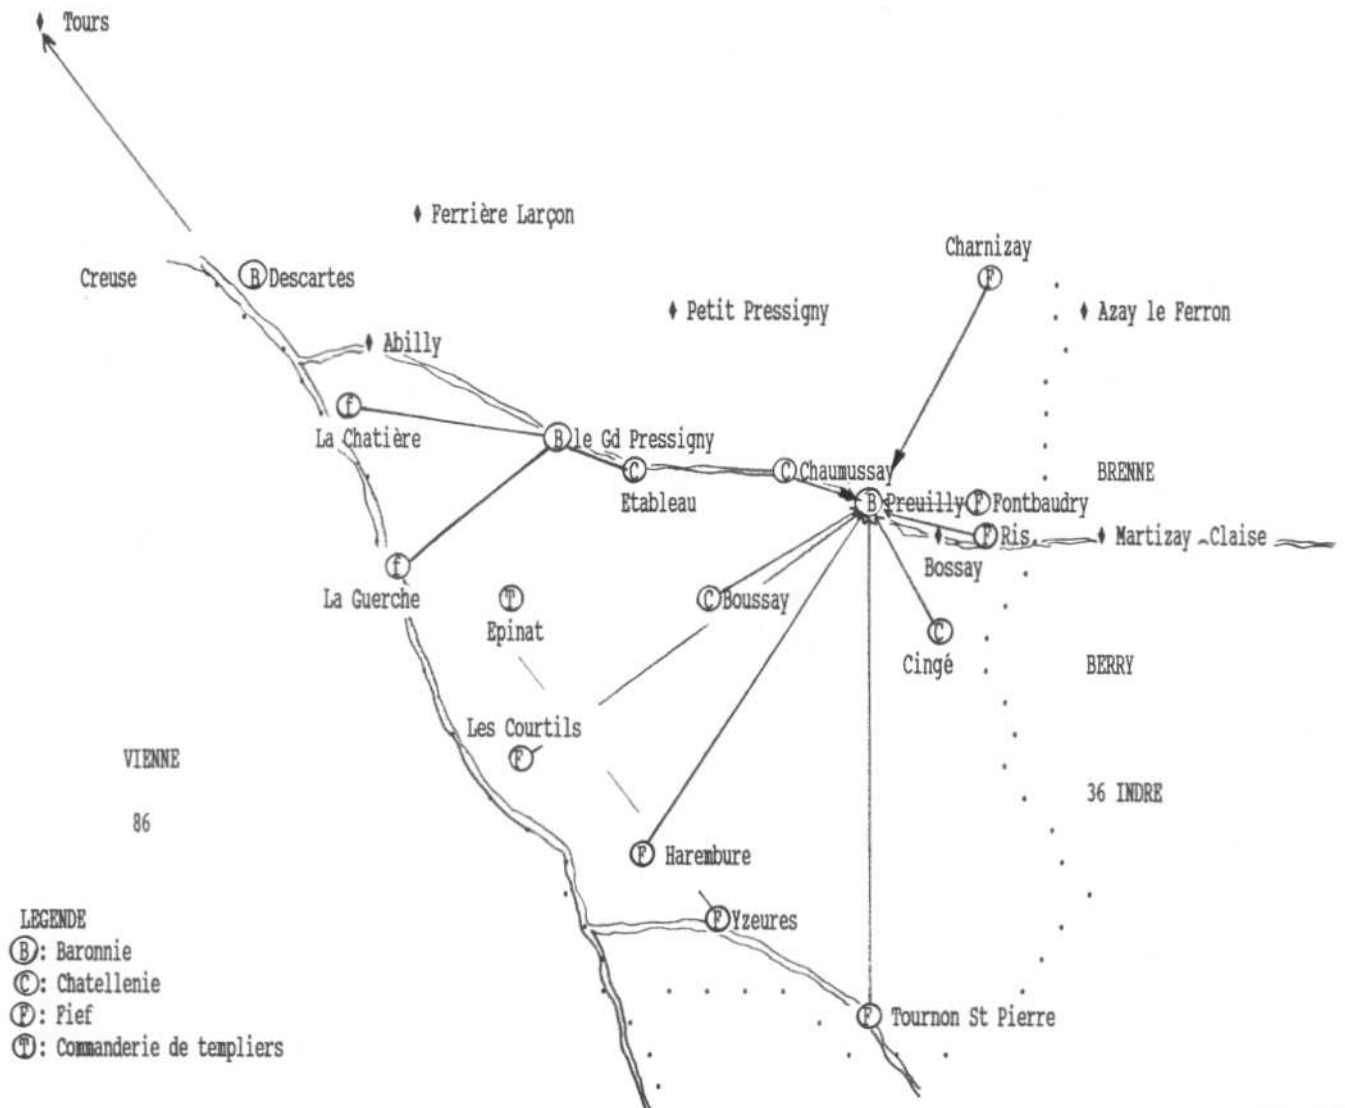 Tours
Ferrière Larçon
Charnizay
F
Creuse
B Descartes
Petit Pressigny
Azay le Ferron
Abilly
f
La Chatière
B le Gd Pressigny
C
Etableau
C Chaumussay
BRENNE
B Preuilly F Fontbaudry
F Ris
Martizay Claise
Bossay
f
La Guerche
T
Epinat
C Boussay
C
Cingé
BERRY
Les Courtils
F
VIENNE
86
36 INDRE
F Harembure
F Yzeures
F Tournon St Pierre
LEGENDE
B: Baronnie
C: Chatellenie
F: Fief
T: Commanderie de templiers